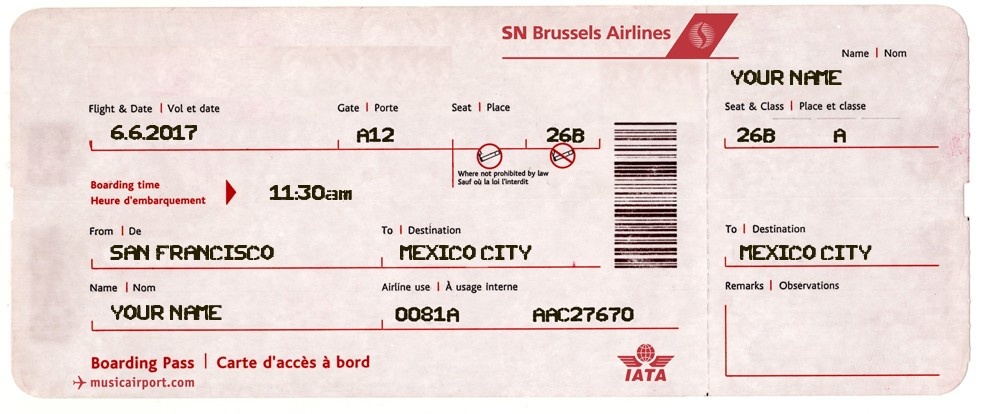 SN Brussels Airlines
Flight & Date | Vol et date
Gate | Porte
Seat | Place
6.6.2017
A12
26B
Where not prohibited by law
Sauf où la loi l'interdit
Boarding time
Heure d'embarquement
11:30am
From | De
To | Destination
SAN FRANCISCO
MEXICO CITY
Name | Nom
Airline use | À usage interne
YOUR NAME
0081A
AAC27670
Boarding Pass | Carte d'accès à bord
musicairport.com
IATA
Name | Nom
YOUR NAME
Seat & Class | Place et classe
26B
A
To | Destination
MEXICO CITY
Remarks | Observations